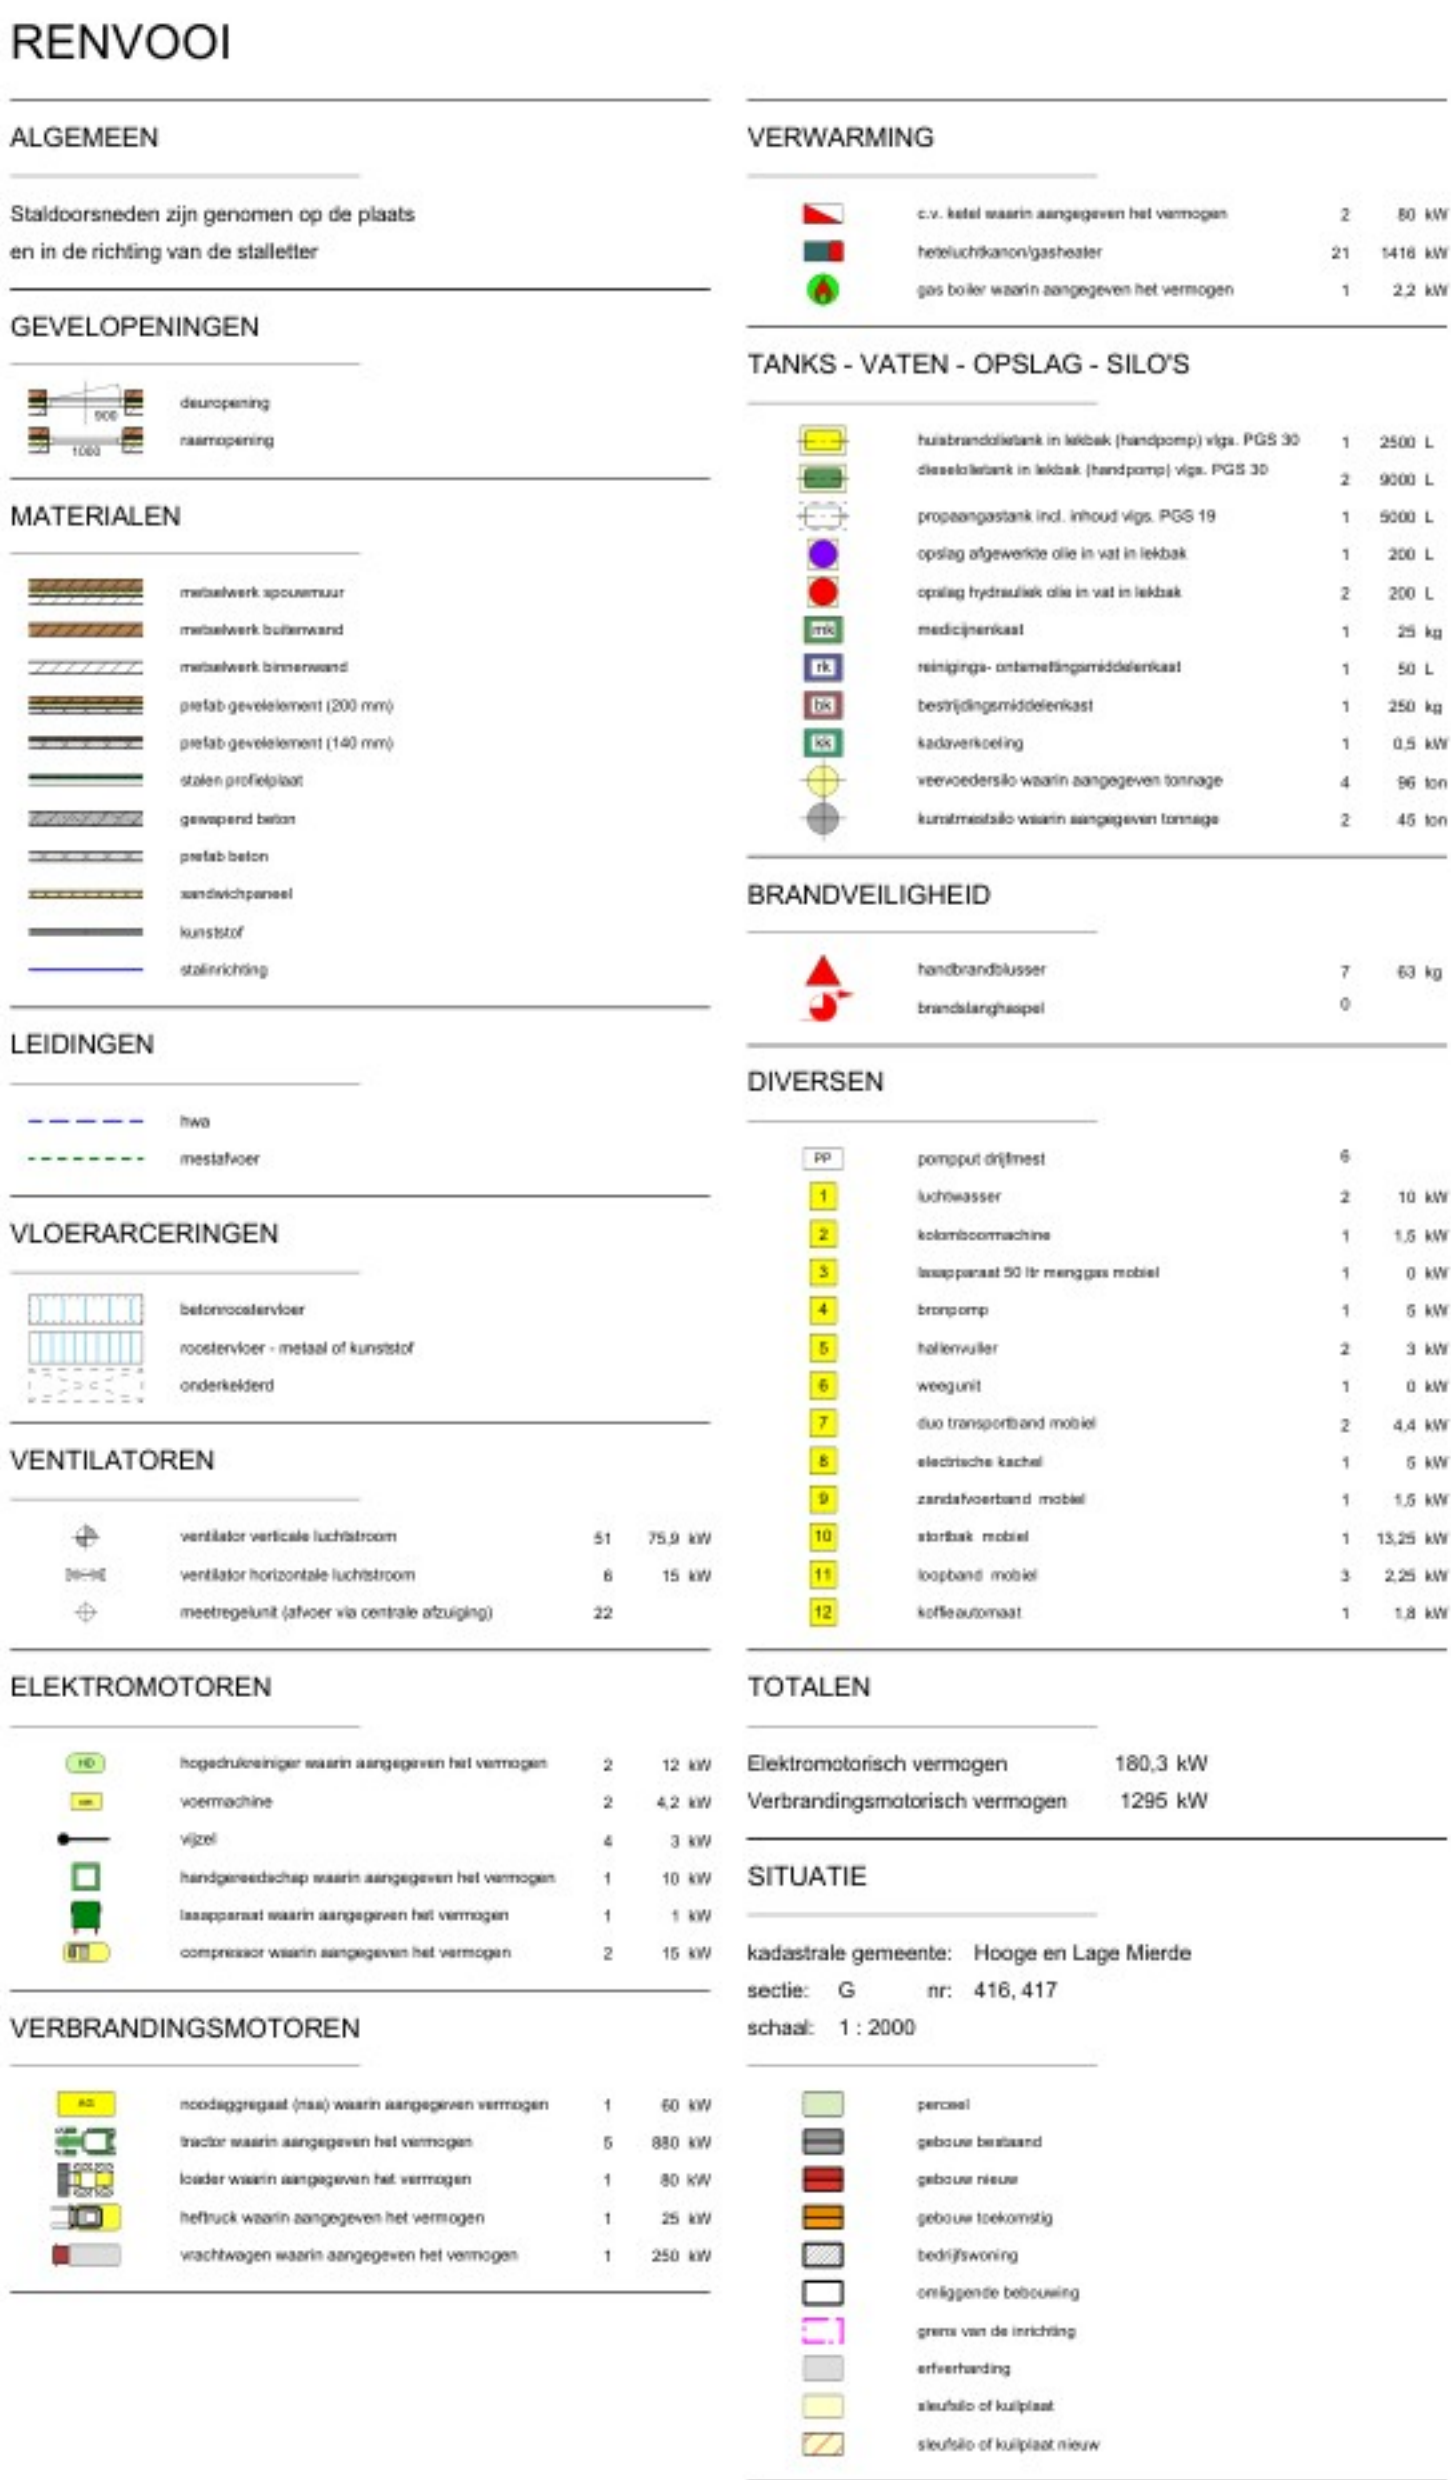 RENVOOI
ALGEMEEN
Staldoorsneden zijn genomen op de plaats
en in de richting van de stalletter
GEVELOPENINGEN
900 deuropening
1000 raamopening
MATERIALEN
metselwerk spouwmuur
metselwerk buitenwand
metselwerk binnenwand
prefab gevelelement (200 mm)
prefab gevelelement (140 mm)
stalen profielplaat
gewapend beton
prefab beton
sandwichpaneel
kunststof
stalinrichting
LEIDINGEN
hwa
mestafvoer
VLOERARCERINGEN
betonroostervloer
roostervloer - metaal of kunststof
onderkelderd
VENTILATOREN
ventilator verticale luchtstroom 51 75,9 kW
ventilator horizontale luchtstroom 6 15 kW
meetregelunit (afvoer via centrale afzuiging) 22
ELEKTROMOTOREN
HD hogedrukreiniger waarin aangegeven het vermogen 2 12 kW
voermachine 2 4,2 kW
vijzel 4 3 kW
handgereedschap waarin aangegeven het vermogen 1 10 kW
lasapparaat waarin aangegeven het vermogen 1 1 kW
compressor waarin aangegeven het vermogen 2 15 kW
VERBRANDINGSMOTOREN
noodaggregaat (nsa) waarin aangegeven vermogen 1 60 kW
tractor waarin aangegeven het vermogen 5 880 kW
loader waarin aangegeven het vermogen 1 80 kW
heftruck waarin aangegeven het vermogen 1 25 kW
vrachtwagen waarin aangegeven het vermogen 1 250 kW
VERWARMING
c.v. ketel waarin aangegeven het vermogen 2 80 kW
heteluchtkanon/gasheater 21 1416 kW
gas boiler waarin aangegeven het vermogen 1 2,2 kW
TANKS - VATEN - OPSLAG - SILO'S
huisbrandolietank in lekbak (handpomp) vlgs. PGS 30 1 2500 L
dieselolietank in lekbak (handpomp) vlgs. PGS 30 2 9000 L
propaangastank incl. inhoud vlgs. PGS 19 1 5000 L
opslag afgewerkte olie in vat in lekbak 1 200 L
opslag hydrauliek olie in vat in lekbak 2 200 L
mk medicijnenkast 1 25 kg
rk reinigings- ontsmettingsmiddelenkast 1 50 L
bk bestrijdingsmiddelenkast 1 250 kg
kk kadaverkoeling 1 0,5 kW
veevoedersilo waarin aangegeven tonnage 4 96 ton
kunstmestsilo waarin aangegeven tonnage 2 45 ton
BRANDVEILIGHEID
handbrandblusser 7 63 kg
brandslanghaspel 0
DIVERSEN
PP pompput drijfmest 6
1 luchtwasser 2 10 kW
2 kolomboormachine 1 1,5 kW
3 lasapparaat 50 ltr menggas mobiel 1 0 kW
4 bronpomp 1 5 kW
5 hallenvuller 2 3 kW
6 weegunit 1 0 kW
7 duo transportband mobiel 2 4,4 kW
8 electrische kachel 1 5 kW
9 zandafvoerband mobiel 1 1,5 kW
10 stortbak mobiel 1 13,25 kW
11 loopband mobiel 3 2,25 kW
12 koffieautomaat 1 1,8 kW
TOTALEN
Elektromotorisch vermogen 180,3 kW
Verbrandingsmotorisch vermogen 1295 kW
SITUATIE
kadastrale gemeente: Hooge en Lage Mierde
sectie: G nr: 416, 417
schaal: 1 : 2000
perceel
gebouw bestaand
gebouw nieuw
gebouw toekomstig
bedrijfswoning
omliggende bebouwing
grens van de inrichting
erfverharding
sleufsilo of kuilplaat
sleufsilo of kuilplaat nieuw